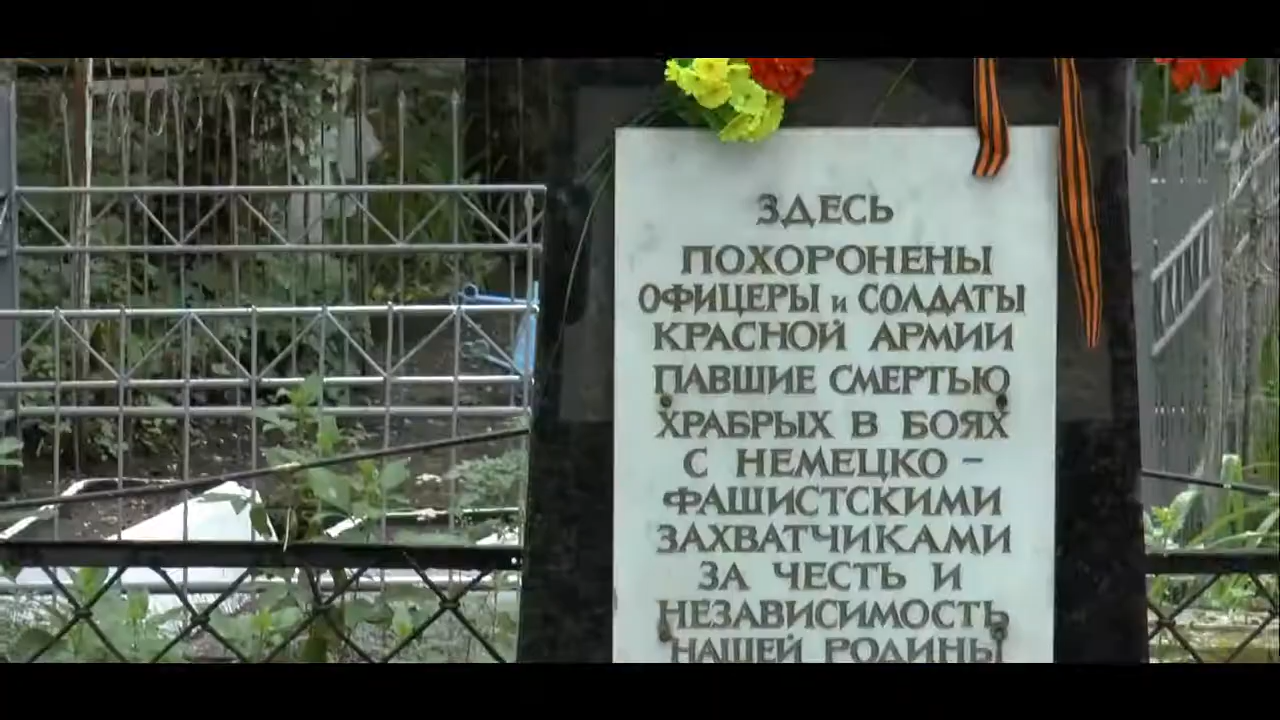 ЗДЕСЬ
ПОХОРОНЕНЫ
ОФИЦЕРЫ и СОЛДАТЫ
КРАСНОЙ АРМИИ
ПАВШИЕ СМЕРТЬЮ
ХРАБРЫХ В БОЯХ
С НЕМЕЦКО –
ФАШИСТСКИМИ
ЗАХВАТЧИКАМИ
ЗА ЧЕСТЬ И
НЕЗАВИСИМОСТЬ
НАШЕЙ РОДИНЫ